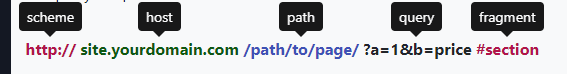 scheme host path query fragment
http:// site.yourdomain.com /path/to/page/ ?a=1&b=price #section